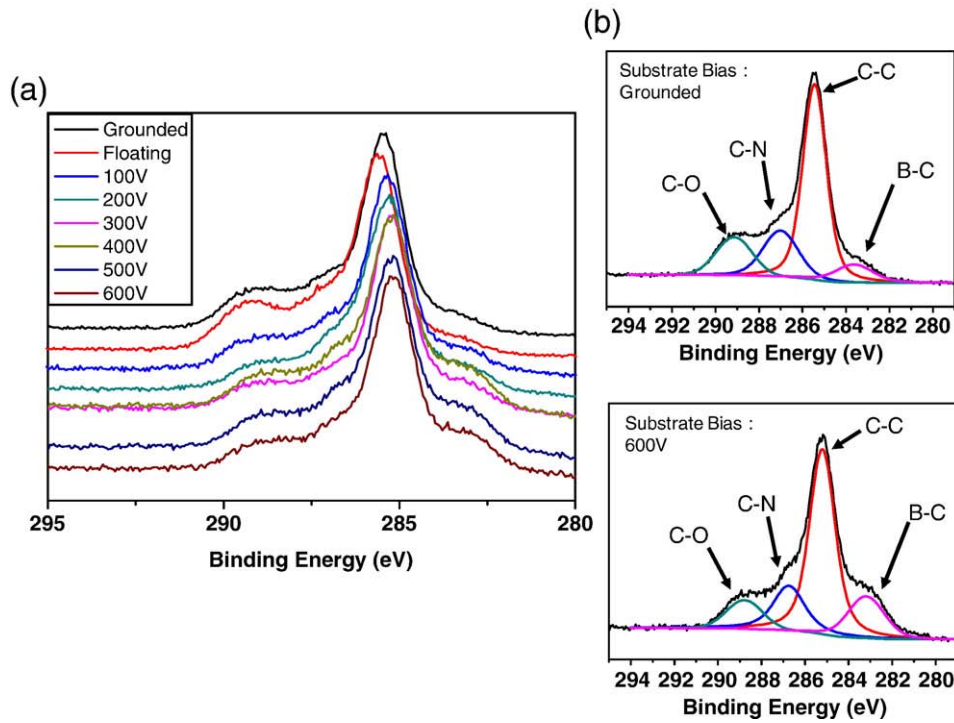 (a)
Grounded
Floating
100V
200V
300V
400V
500V
600V
295 290 285 280
Binding Energy (eV)
(b)
Substrate Bias :
Grounded
C-C
C-N
B-C
C-O
294 292 290 288 286 284 282 280
Binding Energy (eV)
Substrate Bias :
600V
C-C
C-N
B-C
C-O
294 292 290 288 286 284 282 280
Binding Energy (eV)